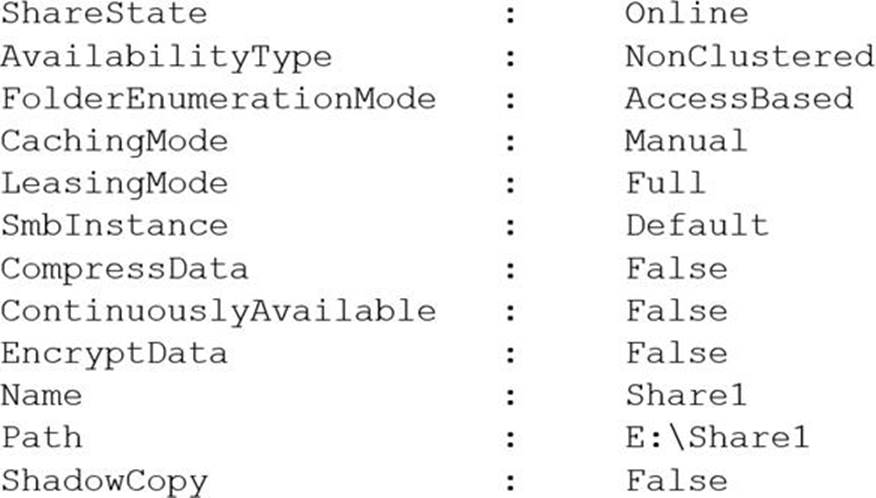 ShareState : Online
AvailabilityType : NonClustered
FolderEnumerationMode : AccessBased
CachingMode : Manual
LeasingMode : Full
SmbInstance : Default
CompressData : False
ContinuouslyAvailable : False
EncryptData : False
Name : Share1
Path : E:\Share1
ShadowCopy : False